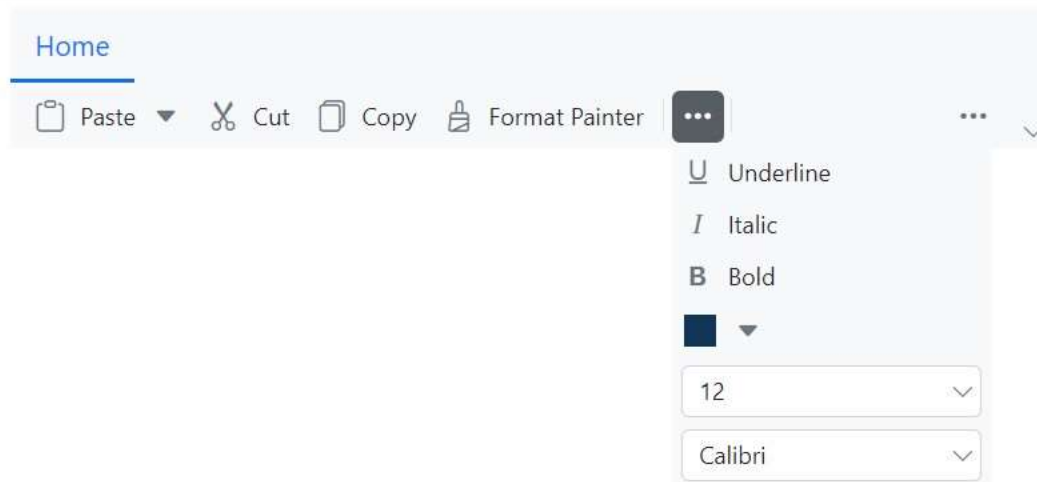 Home
Paste Cut Copy Format Painter
U Underline
I Italic
B Bold
12
Calibri